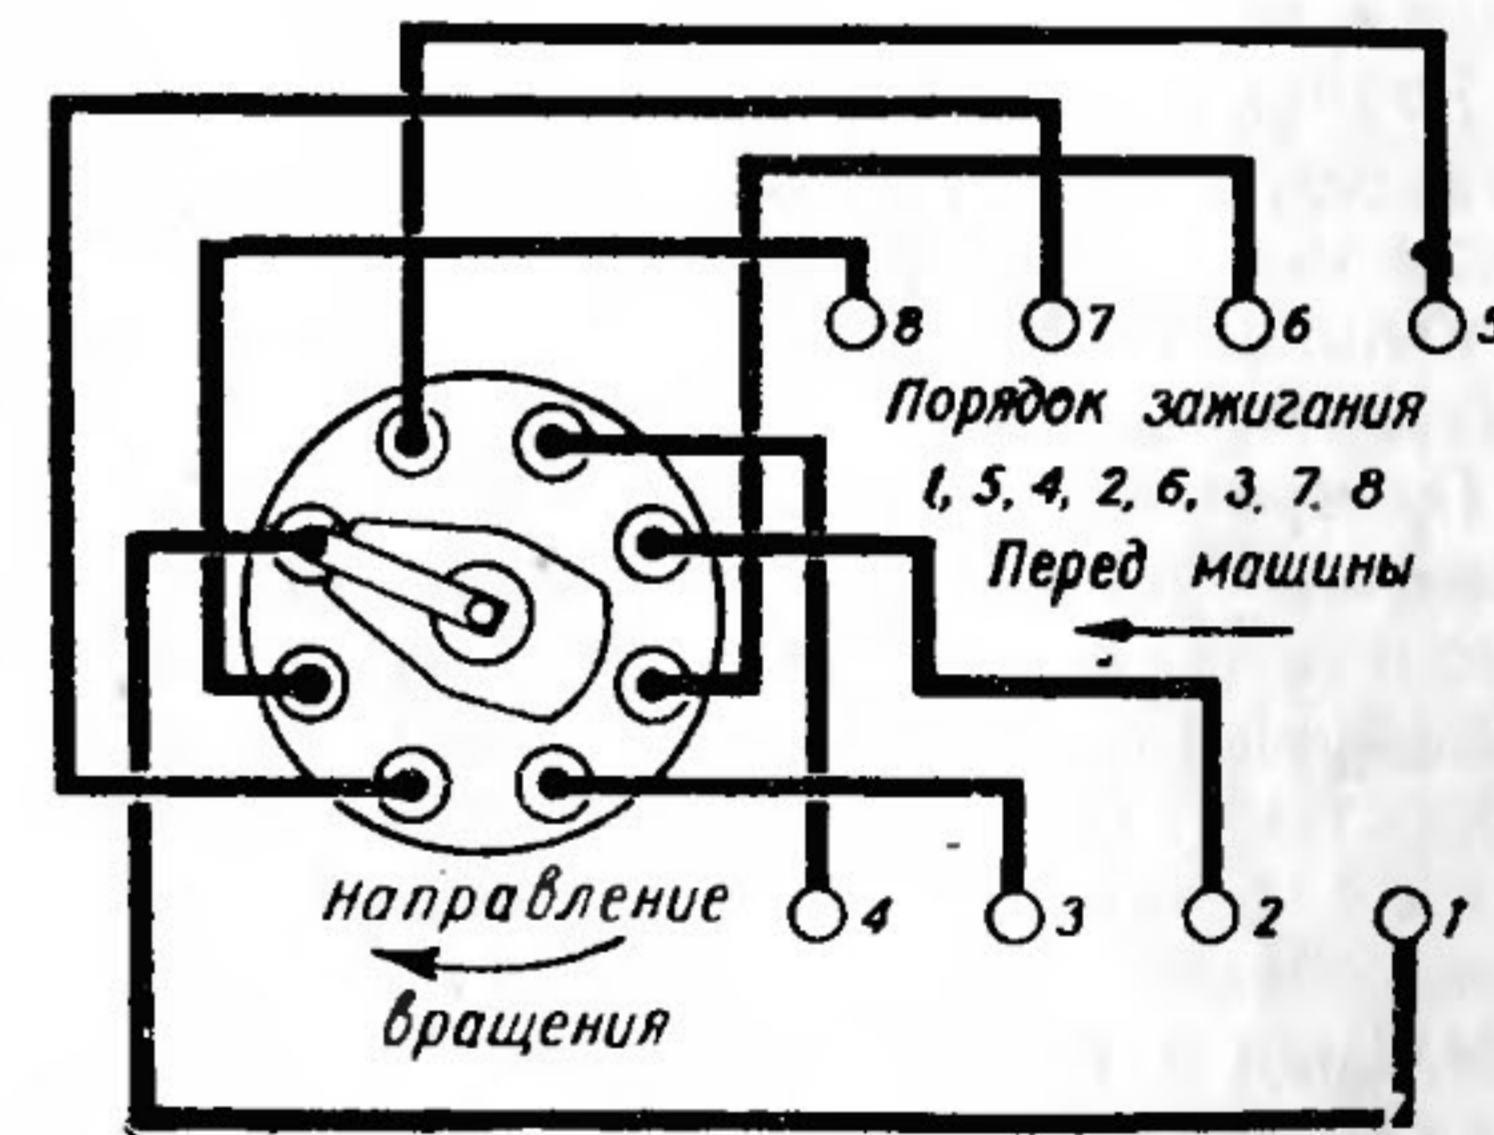 8 7 6 5
Порядок зажигания
1, 5, 4, 2, 6, 3. 7. 8
Перед машины
Направление
вращения
4 3 2 1